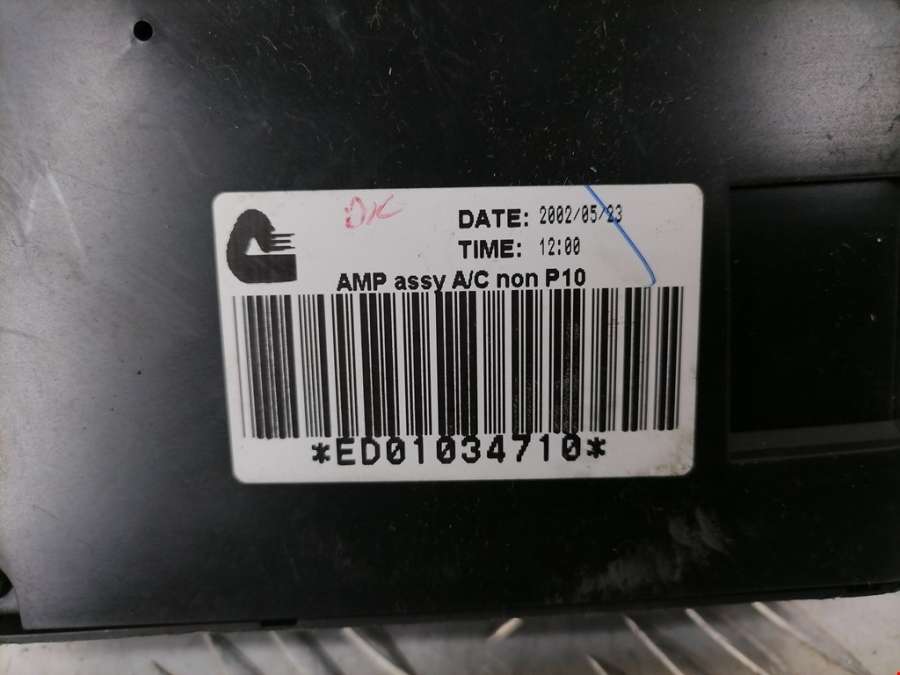 OK
DATE: 2002/05/23
TIME: 12:00
AMP assy A/C non P10
*ED01034710*